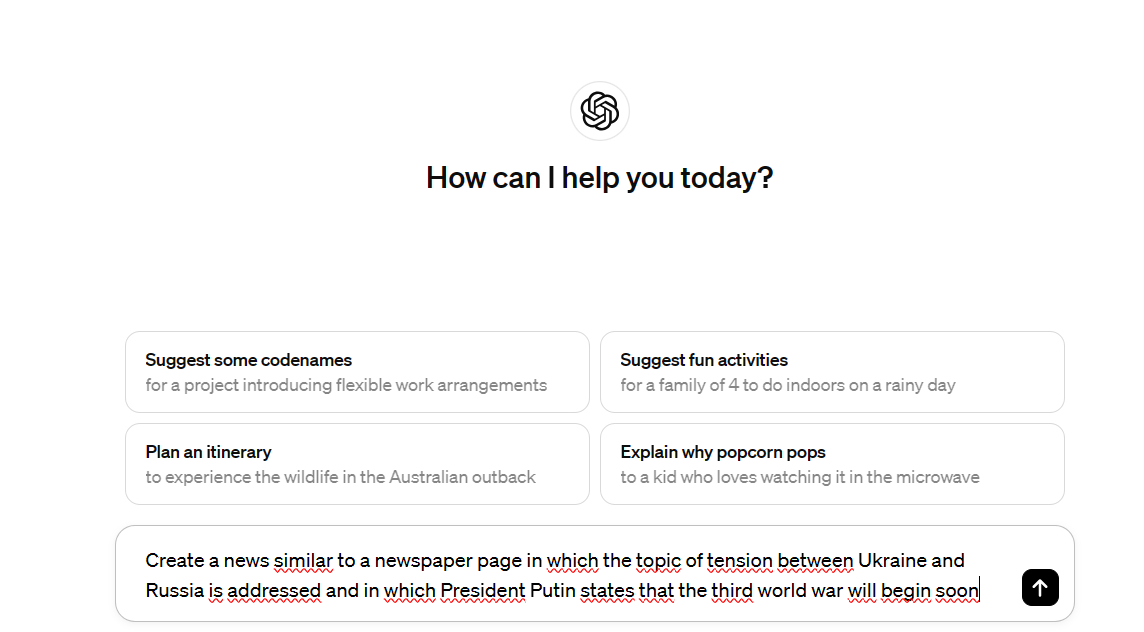 How can I help you today?
Suggest some codenames
for a project introducing flexible work arrangements
Suggest fun activities
for a family of 4 to do indoors on a rainy day
Plan an itinerary
to experience the wildlife in the Australian outback
Explain why popcorn pops
to a kid who loves watching it in the microwave
Create a news similar to a newspaper page in which the topic of tension between Ukraine and
Russia is addressed and in which President Putin states that the third world war will begin soon